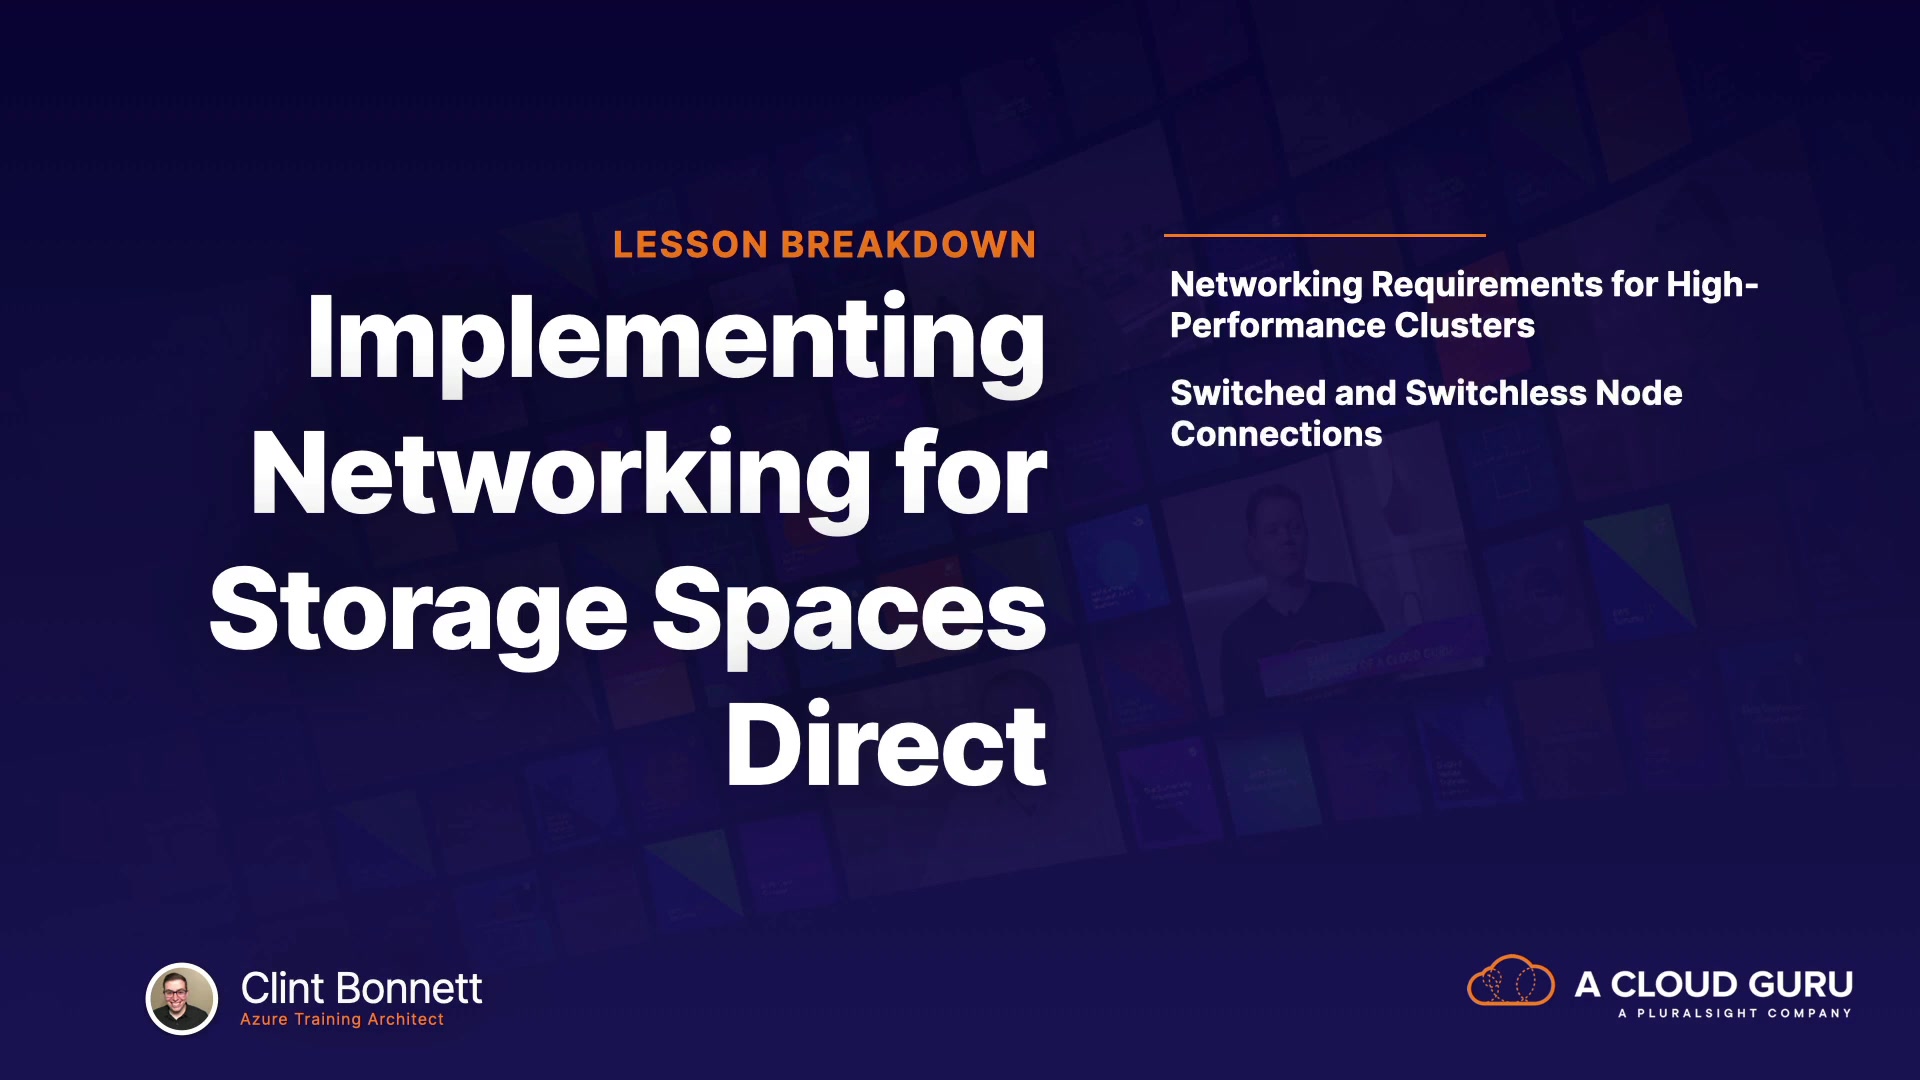 LESSON BREAKDOWN
Implementing
Networking for
Storage Spaces
Direct
Networking Requirements for High-
Performance Clusters
Switched and Switchless Node
Connections
Clint Bonnett
Azure Training Architect
A CLOUD GURU
A PLURALSIGHT COMPANY